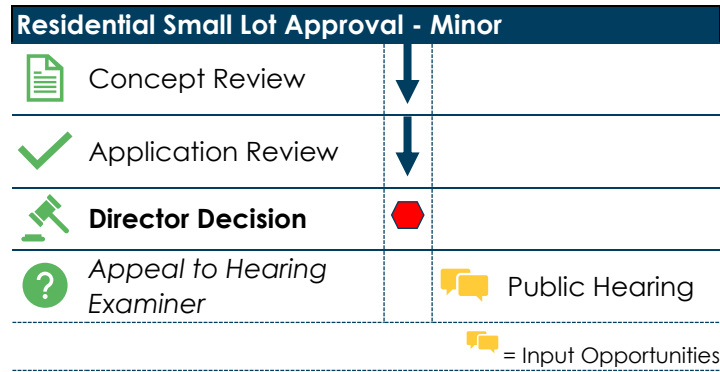 Residential Small Lot Approval - Minor
Concept Review
Application Review
Director Decision
?
Appeal to Hearing
Examiner
Public Hearing
= Input Opportunities